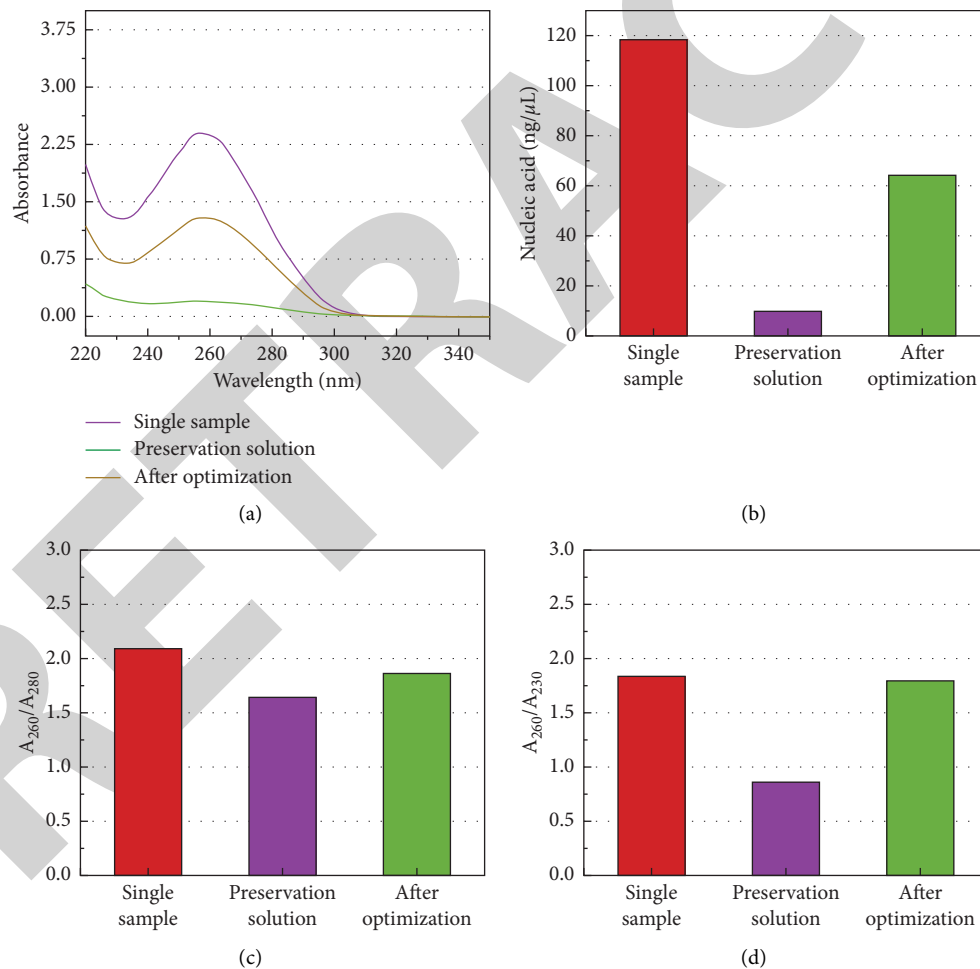 3.75
3.00
2.25
1.50
0.75
0.00
Absorbance
220 240 260 280 300 320 340
Wavelength (nm)
Single sample
Preservation solution
After optimization
(a)
120
100
80
60
40
20
0
Nucleic acid (ng/μL)
Single sample
Preservation solution
After optimization
(b)
3.0
2.5
2.0
1.5
1.0
0.5
0.0
A260/A280
Single sample
Preservation solution
After optimization
(c)
3.0
2.5
2.0
1.5
1.0
0.5
0.0
A260/A230
Single sample
Preservation solution
After optimization
(d)
RETRAC